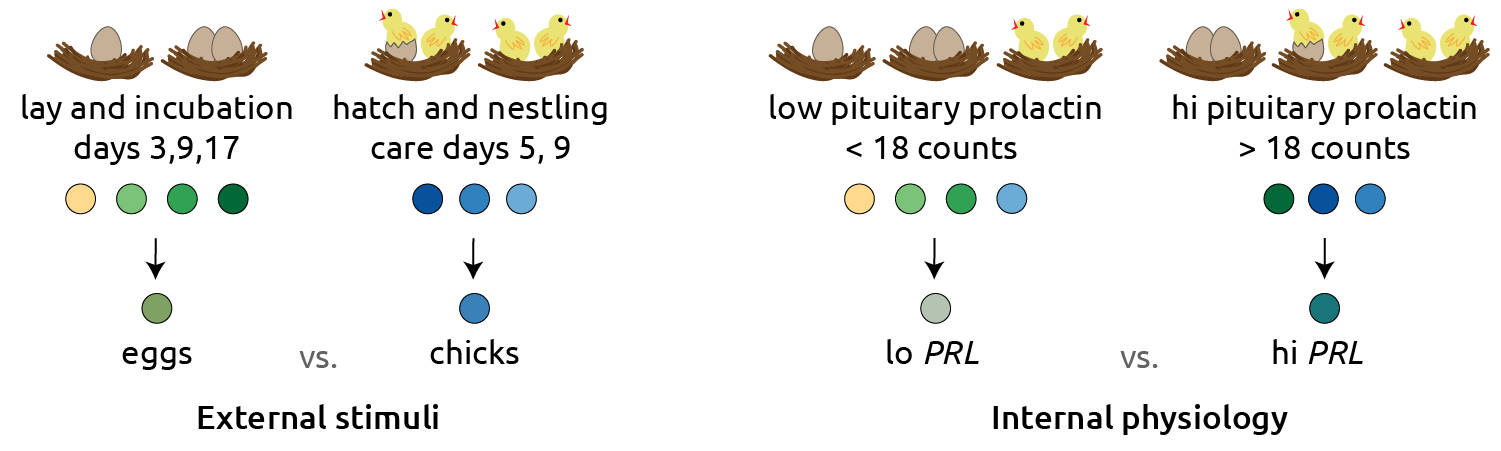 lay and incubation
days 3,9,17
eggs
hatch and nestling
care days 5, 9
chicks
vs.
External stimuli
low pituitary prolactin
< 18 counts
lo PRL
hi pituitary prolactin
> 18 counts
hi PRL
vs.
Internal physiology